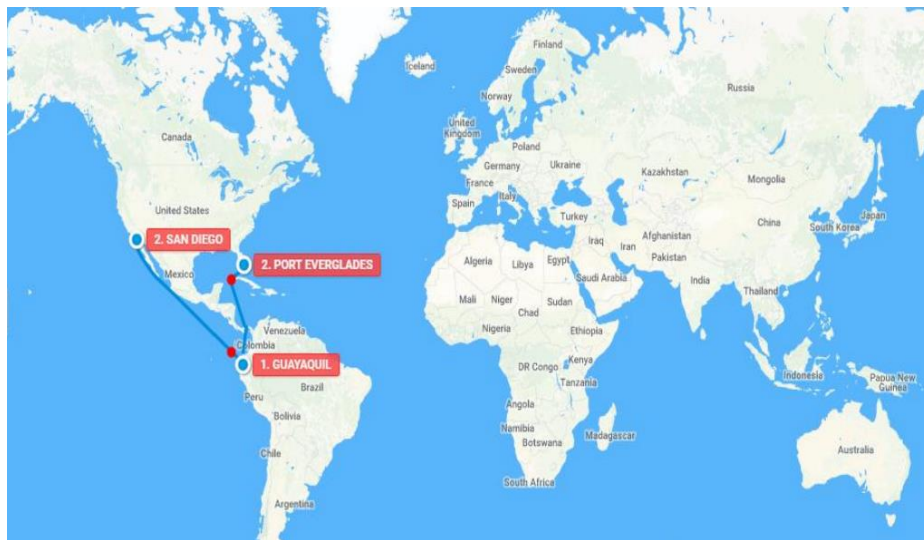 Iceland
Finland
Sweden
Norway
Russia
Canada
United
Kingdom
Poland
Germany
Ukraine
France
Kazakhstan
Mongolia
Italy
Spain
Turkey
United States
Japan
South Korea
China
2. SAN DIEGO
Afghanistan
Iraq
Iran
Pakistan
2. PORT EVERGLADES
Algeria
Libya
Egypt
Saudi Arabia
Mexico
India
Mali
Niger
Sudan
Thailand
Chad
Venezuela
Nigeria
Ethiopia
Colombia
1. GUAYAQUIL
DR Congo
Kenya
Indonesia
Papua New
Guinea
Tanzania
Peru
Brazil
Angola
Bolivia
Namibia
Madagascar
Botswana
Chile
Australia
South Africa
Argentina